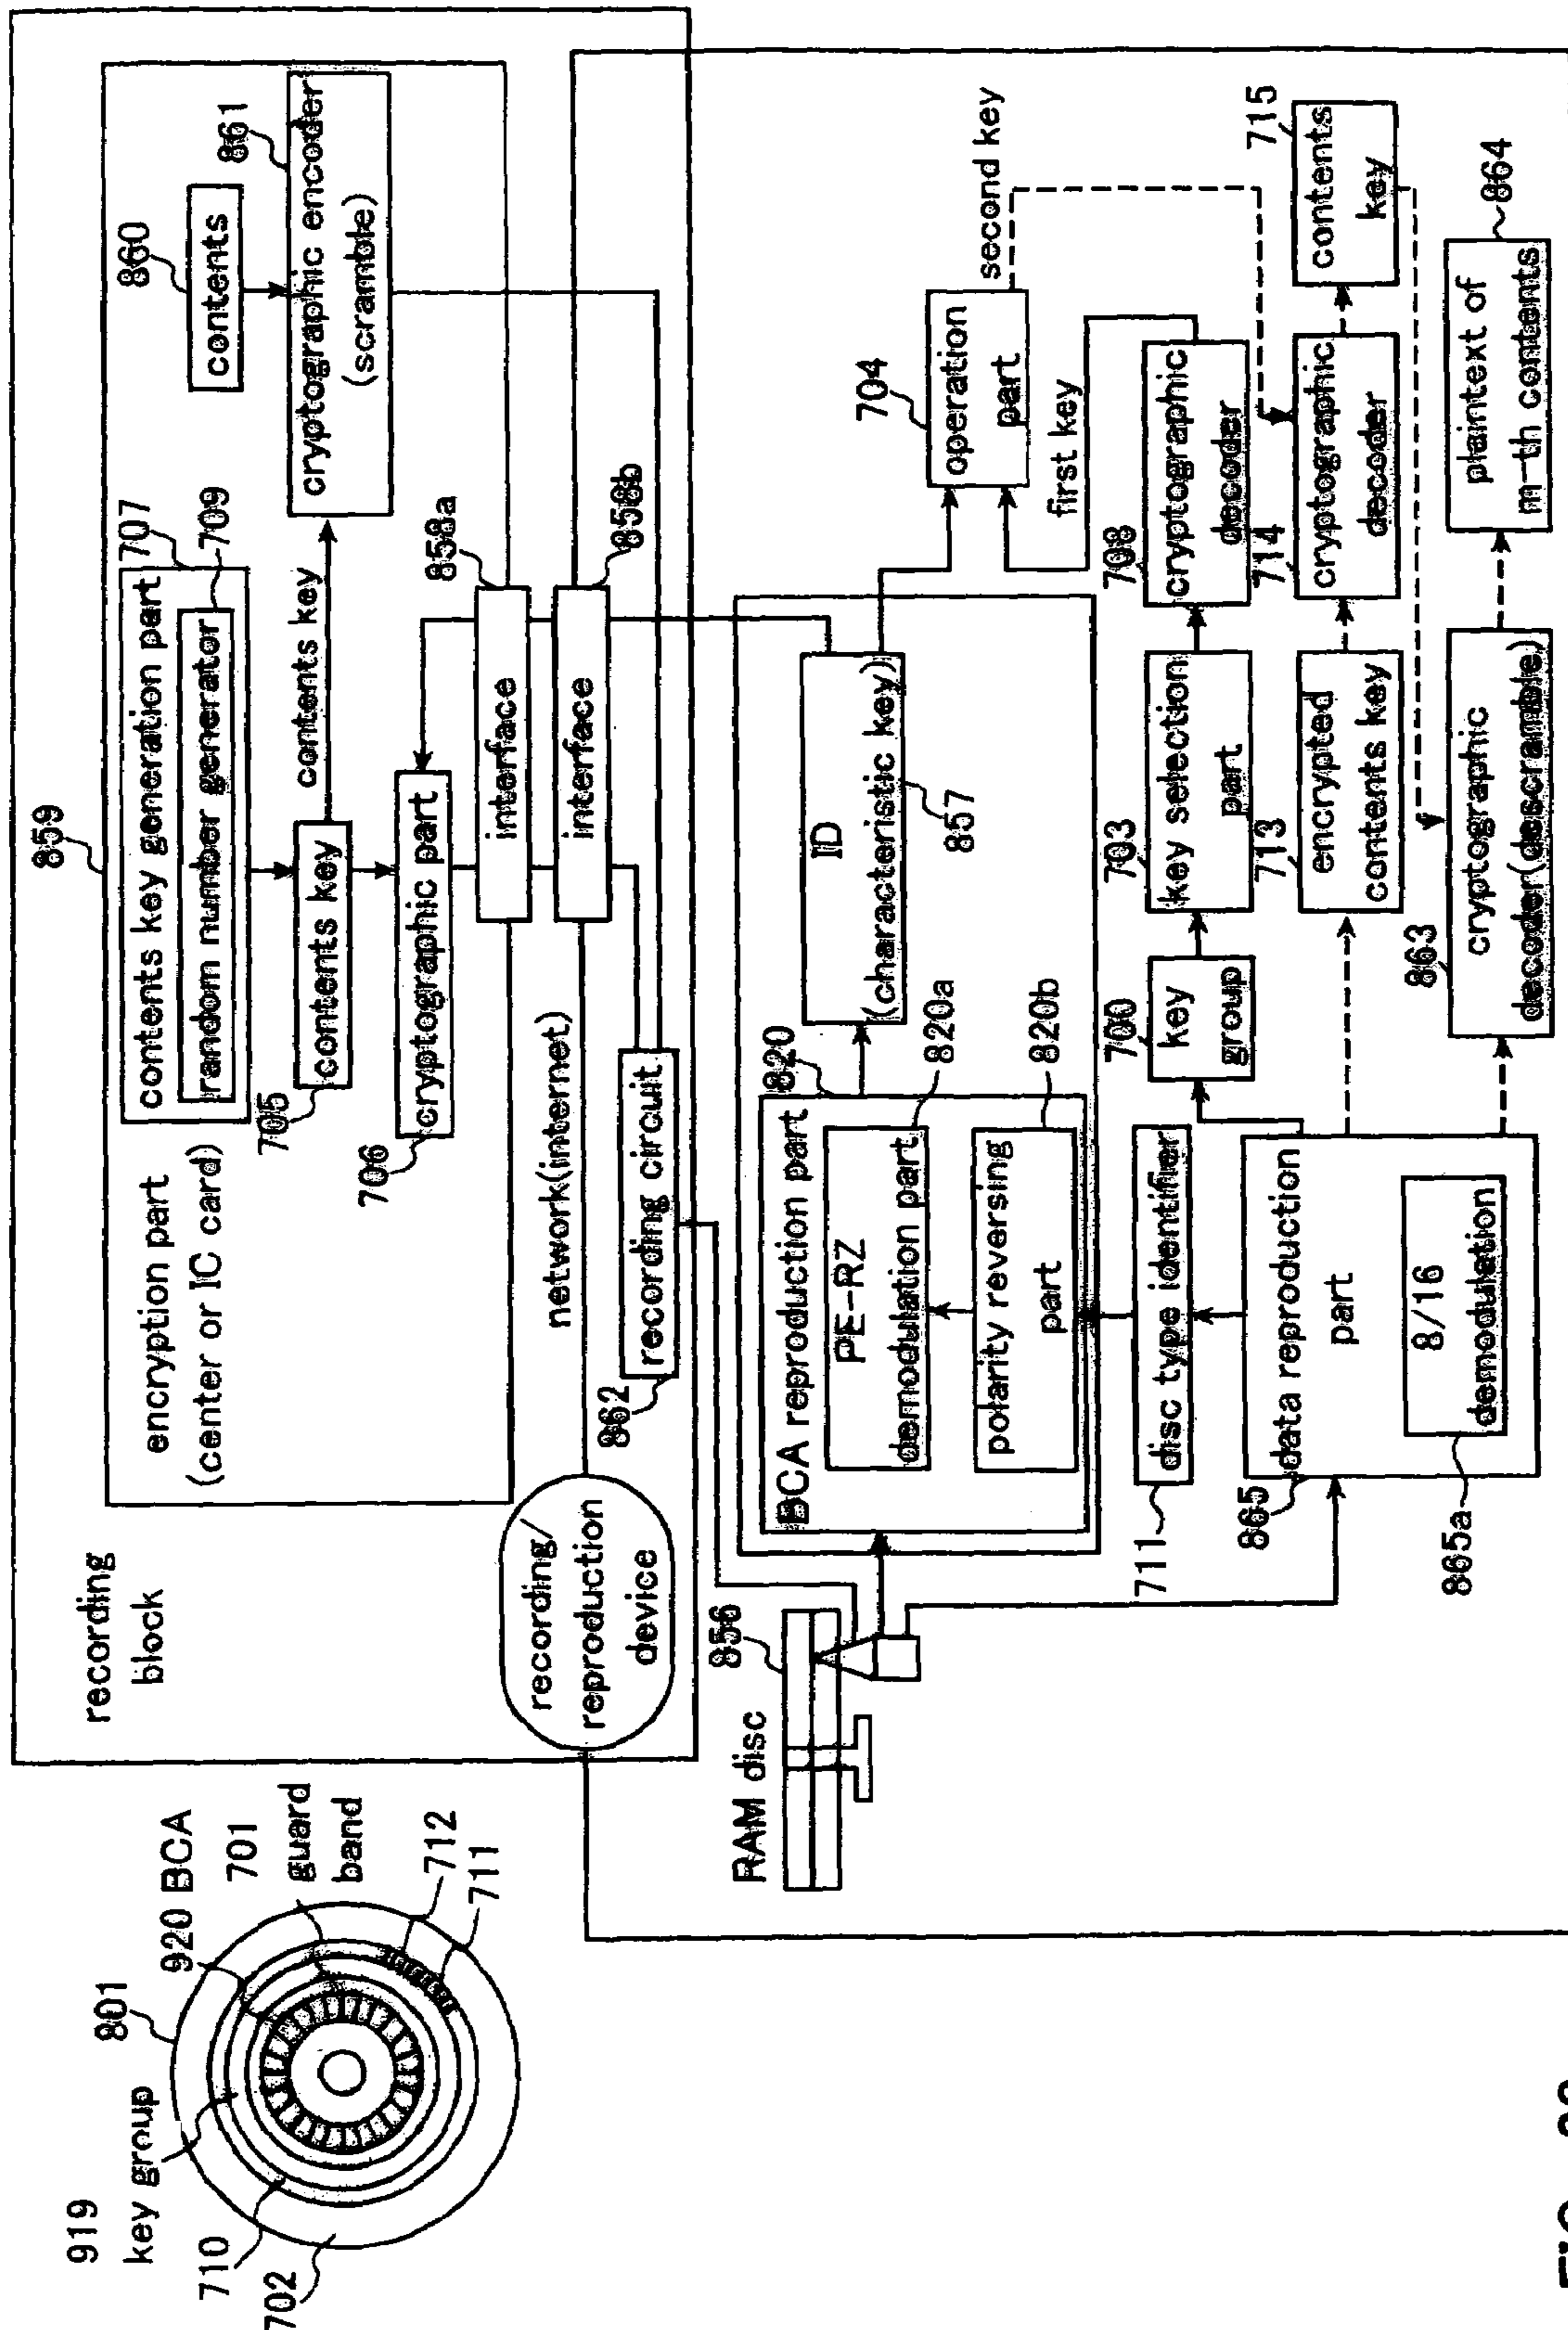 recording
block
859
encryption part
(center or IC card)
contents key generation part
707
random number generator
709
705
contents key
contents key
706
cryptographic part
860
contents
861
cryptographic encoder
(scramble)
858a
interface
interface
858b
network(internet)
recording/
reproduction
device
862
recording circuit
919
key group
801
920 BCA
701
guard
band
712
711
710
702
RAM disc
856
BCA reproduction part
820
PE-RZ
demodulation part
820a
polarity reversing
part
820b
ID
(characteristic key)
857
704
operation
part
second key
first key
711
disc type identifier
865
data reproduction
part
8/16
demodulation
865a
700
key
group
703
key selection
part
708
cryptographic
decoder
713
encrypted
contents key
714
cryptographic
decoder
715
contents
key
863
cryptographic
decoder(descramble)
864
plaintext of
m-th contents